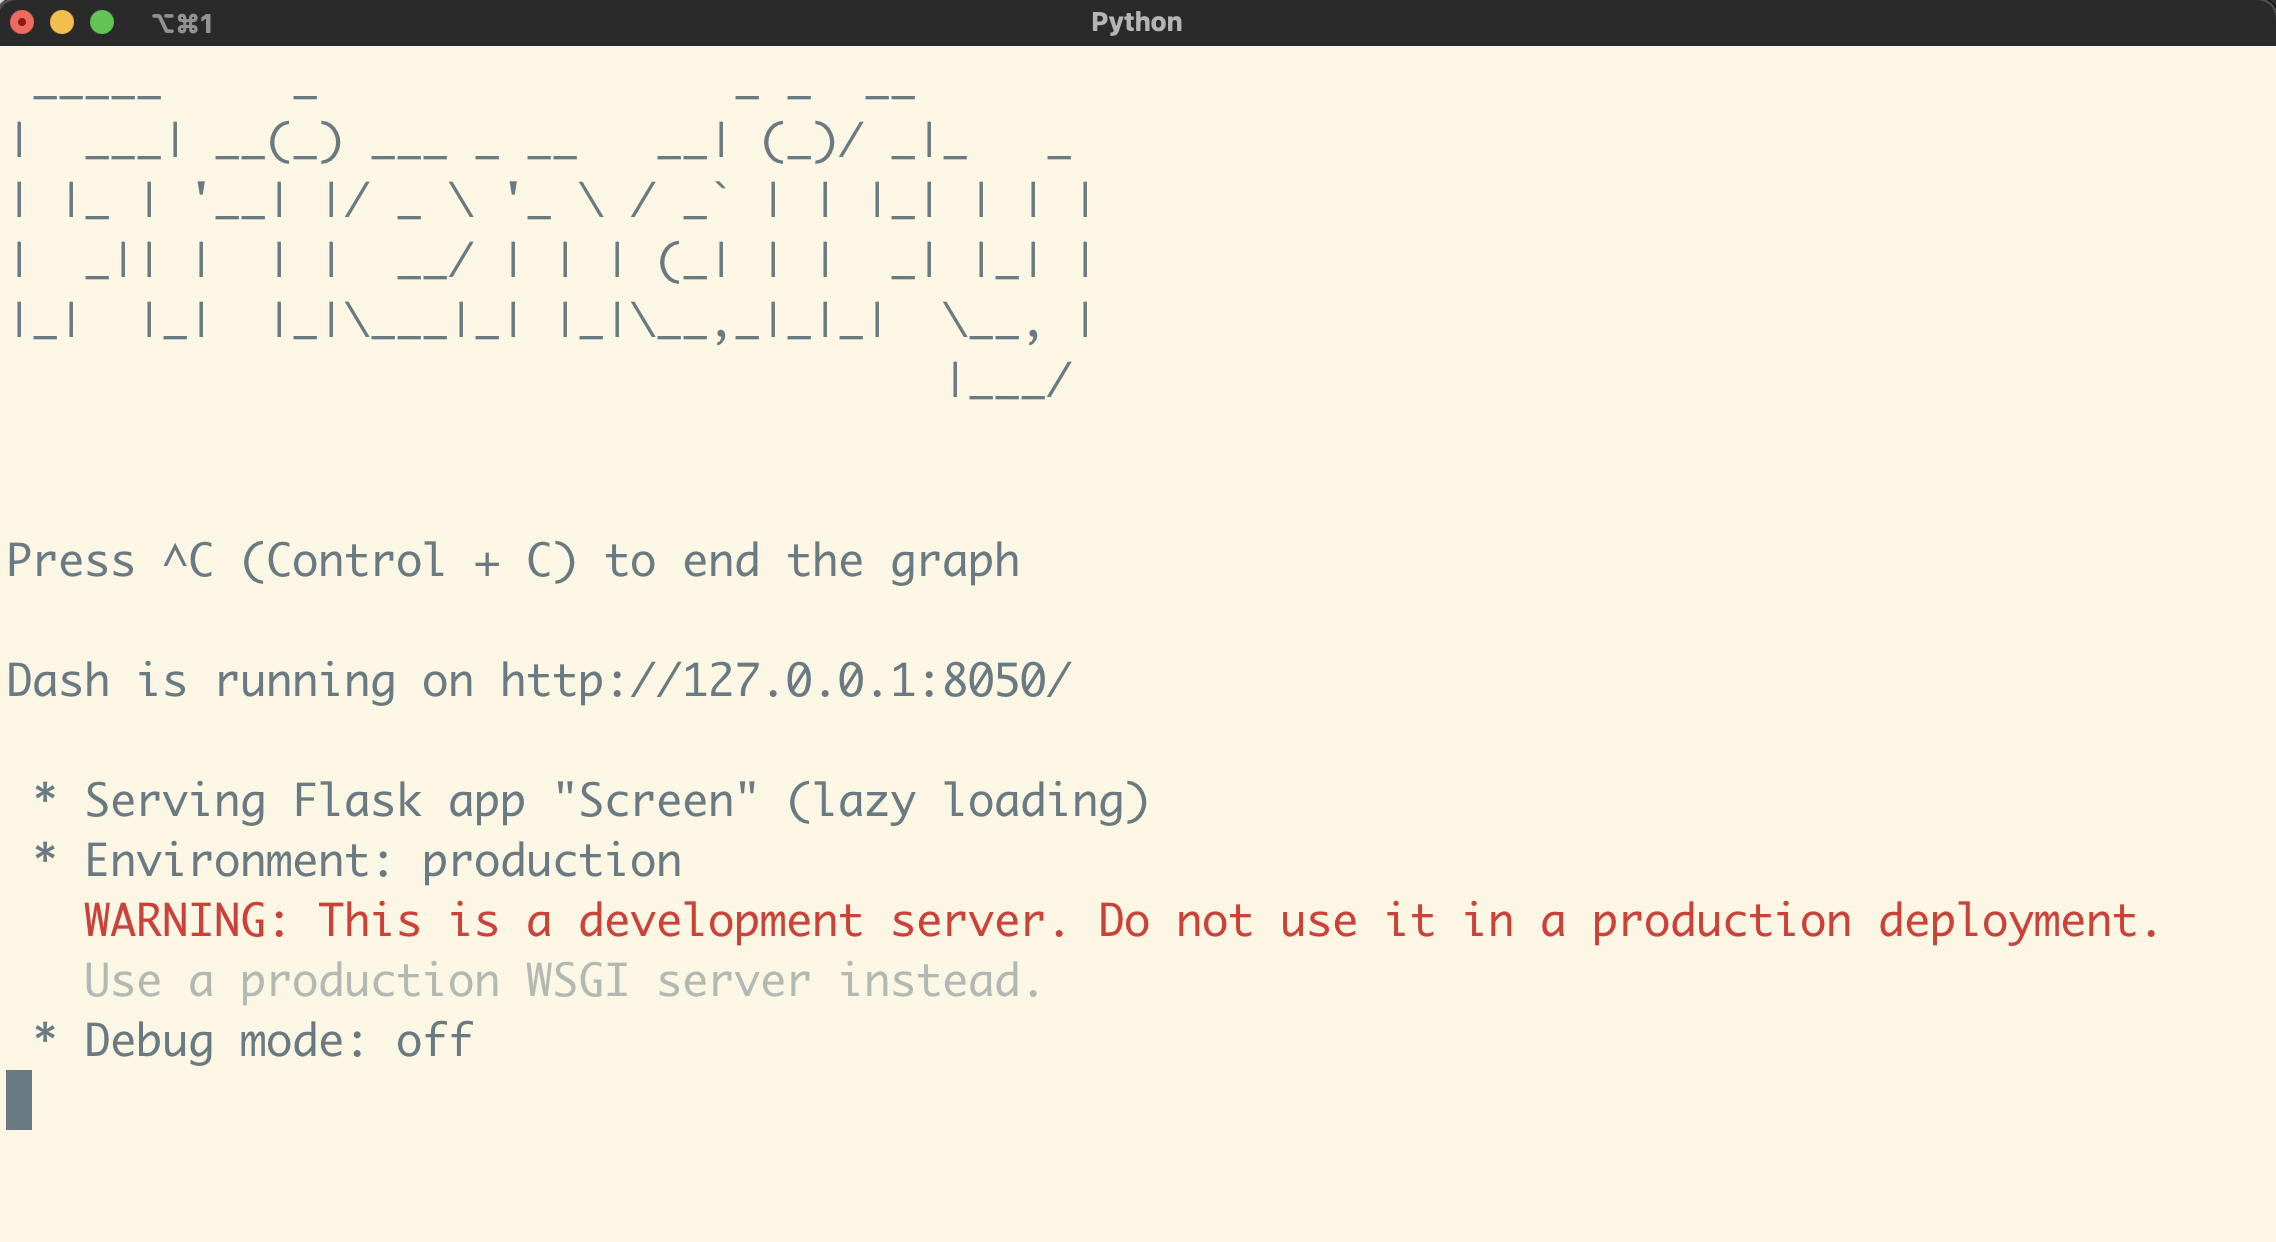 ⌥⌘1 Python
 _____     _                _ _  __
|  ___| __(_) ___ _ __   __| (_)/ _|_   _
| |_ | '__| |/ _ \ '_ \ / _` | | |_| | | |
|  _|| |  | |  __/ | | | (_| | |  _| |_| |
|_|  |_|  |_|\___|_| |_|\__,_|_|_|  \__, |
                                    |___/
Press ^C (Control + C) to end the graph
Dash is running on http://127.0.0.1:8050/
 * Serving Flask app "Screen" (lazy loading)
 * Environment: production
   WARNING: This is a development server. Do not use it in a production deployment.
   Use a production WSGI server instead.
 * Debug mode: off